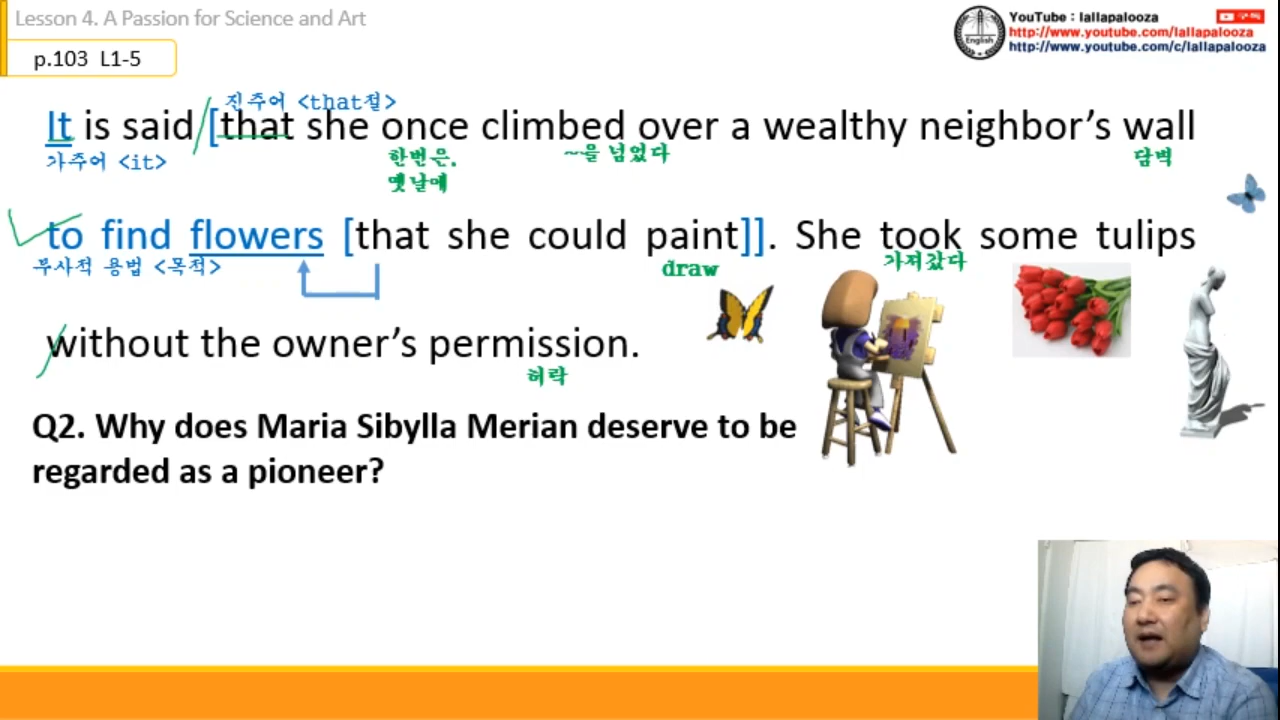 Lesson 4. A Passion for Science and Art
YouTube : lallapalooza
구독
http://www.youtube.com/lallapalooza
http://www.youtube.com/c/lallapalooza
English
p.103 L1-5
진주어 <that절>
It is said [that she once climbed over a wealthy neighbor's wall
가주어 <it>
한번은.
~~을 넘었다
담벽
옛날에
to find flowers [that she could paint]]. She took some tulips
부사적 용법 <목적>
draw
가져갔다
without the owner's permission.
허락
Q2. Why does Maria Sibylla Merian deserve to be
regarded as a pioneer?